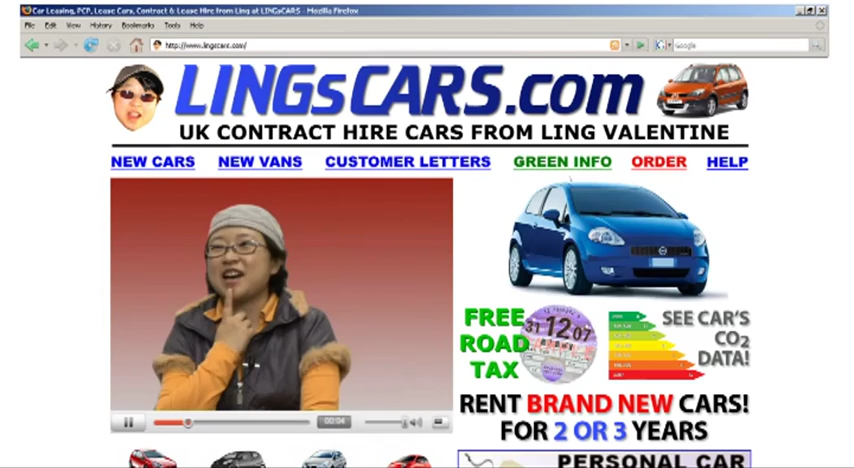 Car Leasing, PCP, Lease Cars, Contract & Lease Hire from Ling at LINGsCARS - Mozilla Firefox
File Edit View History Bookmarks Tools Help
http://www.lingscars.com/
Google
LINGsCARS.com
UK CONTRACT HIRE CARS FROM LING VALENTINE
NEW CARS NEW VANS CUSTOMER LETTERS GREEN INFO ORDER HELP
FREE
ROAD
TAX
31 12 07
SEE CAR'S
CO2
DATA!
00:04
RENT BRAND NEW CARS!
FOR 2 OR 3 YEARS
PERSONAL CAR